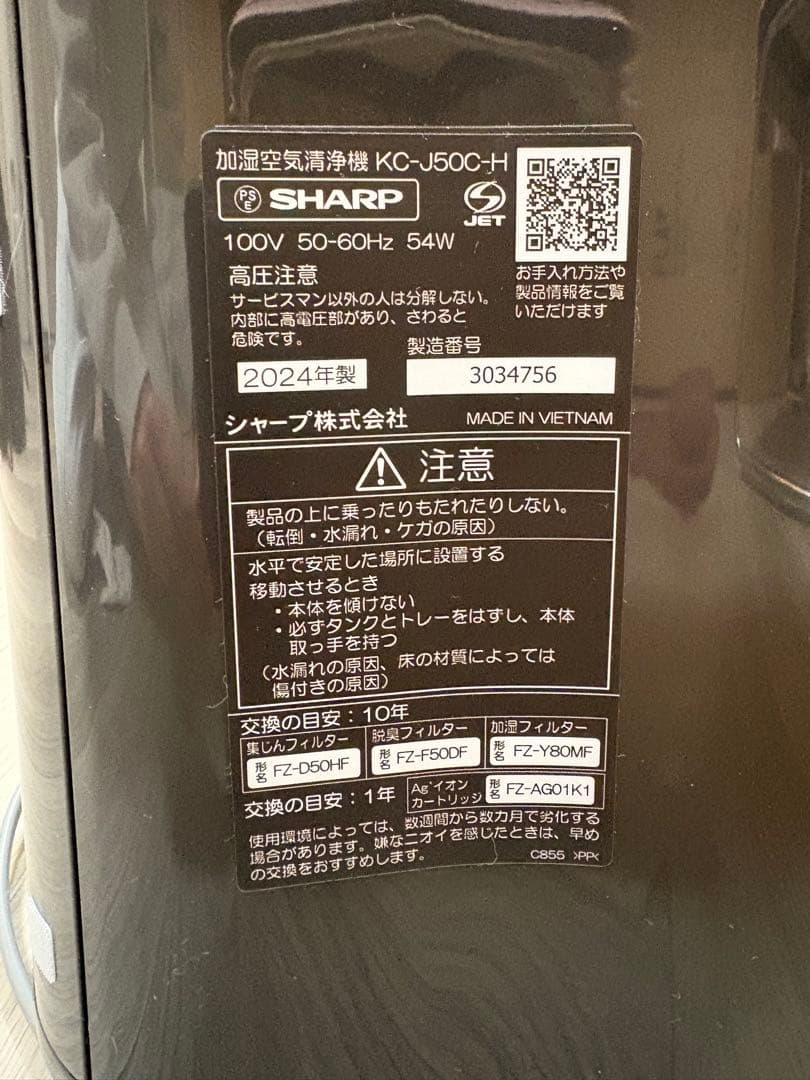 加湿空気清浄機 KC-J50C-H
PS E SHARP
S JET
100V 50-60Hz 54W
高圧注意
サービスマン以外の人は分解しない。
内部に高電圧部があり、さわると
危険です。
お手入れ方法や
製品情報をご覧
いただけます
製造番号
2024年製
3034756
シャープ株式会社
MADE IN VIETNAM
注意
製品の上に乗ったりもたれたりしない。
(転倒・水漏れ・ケガの原因)
水平で安定した場所に設置する
移動させるとき
・本体を傾けない
・必ずタンクとトレーをはずし、本体
取っ手を持つ
(水漏れの原因、床の材質によっては
傷付きの原因)
交換の目安：10年
集じんフィルター
形名 FZ-D50HF
脱臭フィルター
形名 FZ-F50DF
加湿フィルター
形名 FZ-Y80MF
交換の目安：1年
Ag⁺イオン
カートリッジ
形名 FZ-AG01K1
使用環境によっては、数週間から数カ月で劣化する
場合があります。嫌なニオイを感じたときは、早め
の交換をおすすめします。
C855 >PP<